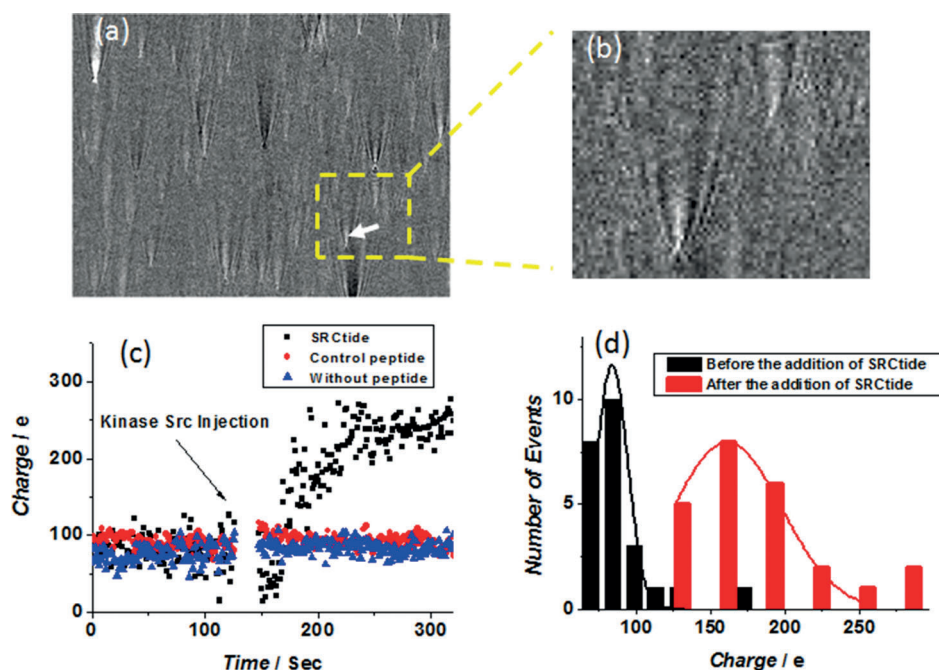 (a)
(b)
(c)
SRCtide
Control peptide
Without peptide
Kinase Src Injection
300
200
100
0
Charge / e
0
100
200
300
Time / Sec
(d)
Before the addition of SRCtide
After the addition of SRCtide
10
5
0
Number of Events
100
150
200
250
Charge / e